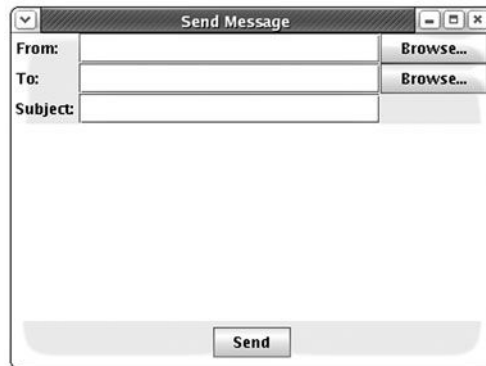 Send Message
From: Browse...
To: Browse...
Subject:
Send